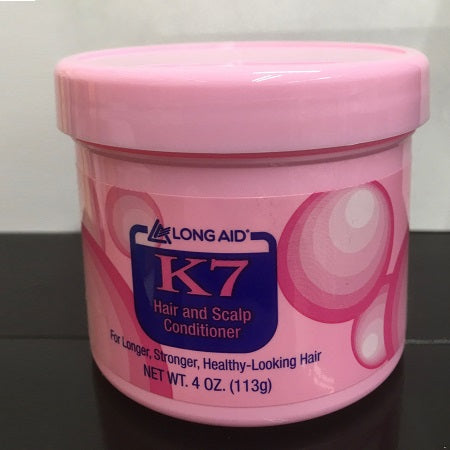 LONG AID®
K7
Hair and Scalp
Conditioner
For Longer, Stronger, Healthy-Looking Hair
NET WT. 4 OZ. (113g)